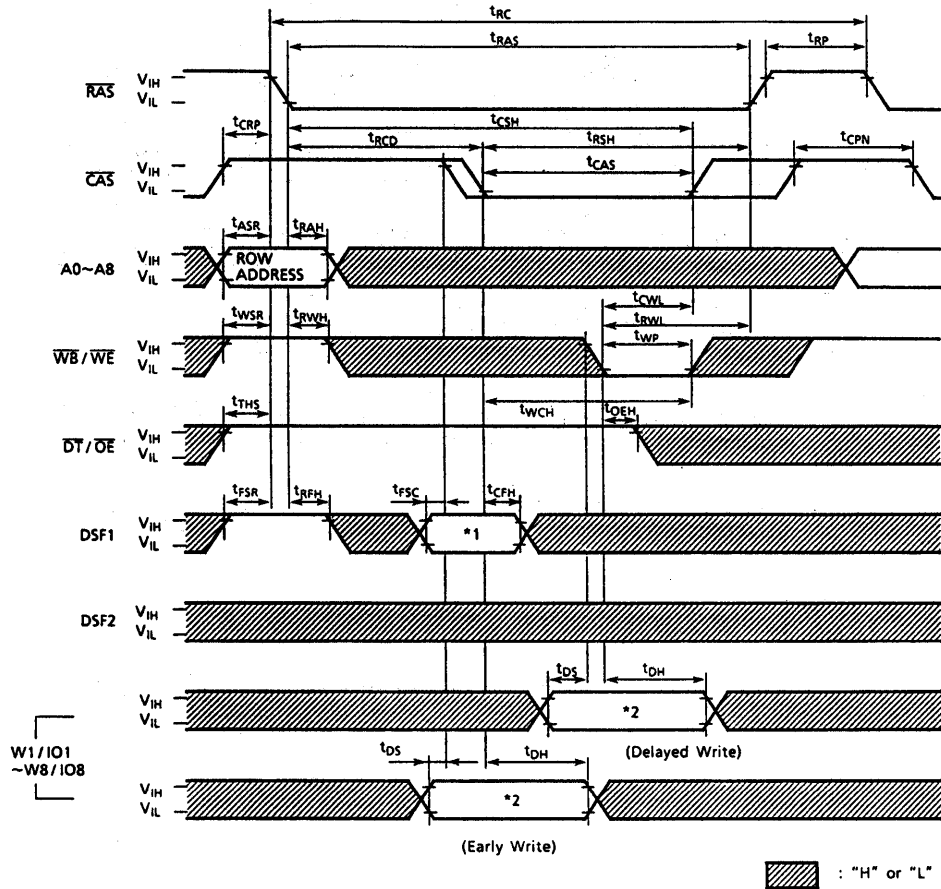 tRC
tRAS
tRP
RAS
VIH
VIL
tCRP
tCSH
tRCD
tRSH
tCPN
tCAS
CAS
VIH
VIL
tASR
tRAH
A0~A8
VIH
VIL
ROW
ADDRESS
tCWL
tRWL
tWSR
tRWH
tWP
WB/WE
VIH
VIL
tTHS
tWCH
tOEH
DT/OE
VIH
VIL
tFSR
tRFH
tFSC
tCFH
DSF1
VIH
VIL
*1
DSF2
VIH
VIL
tDS
tDH
VIH
VIL
*2
W1/IO1
~W8/IO8
(Delayed Write)
tDS
tDH
VIH
VIL
*2
(Early Write)
: "H" or "L"